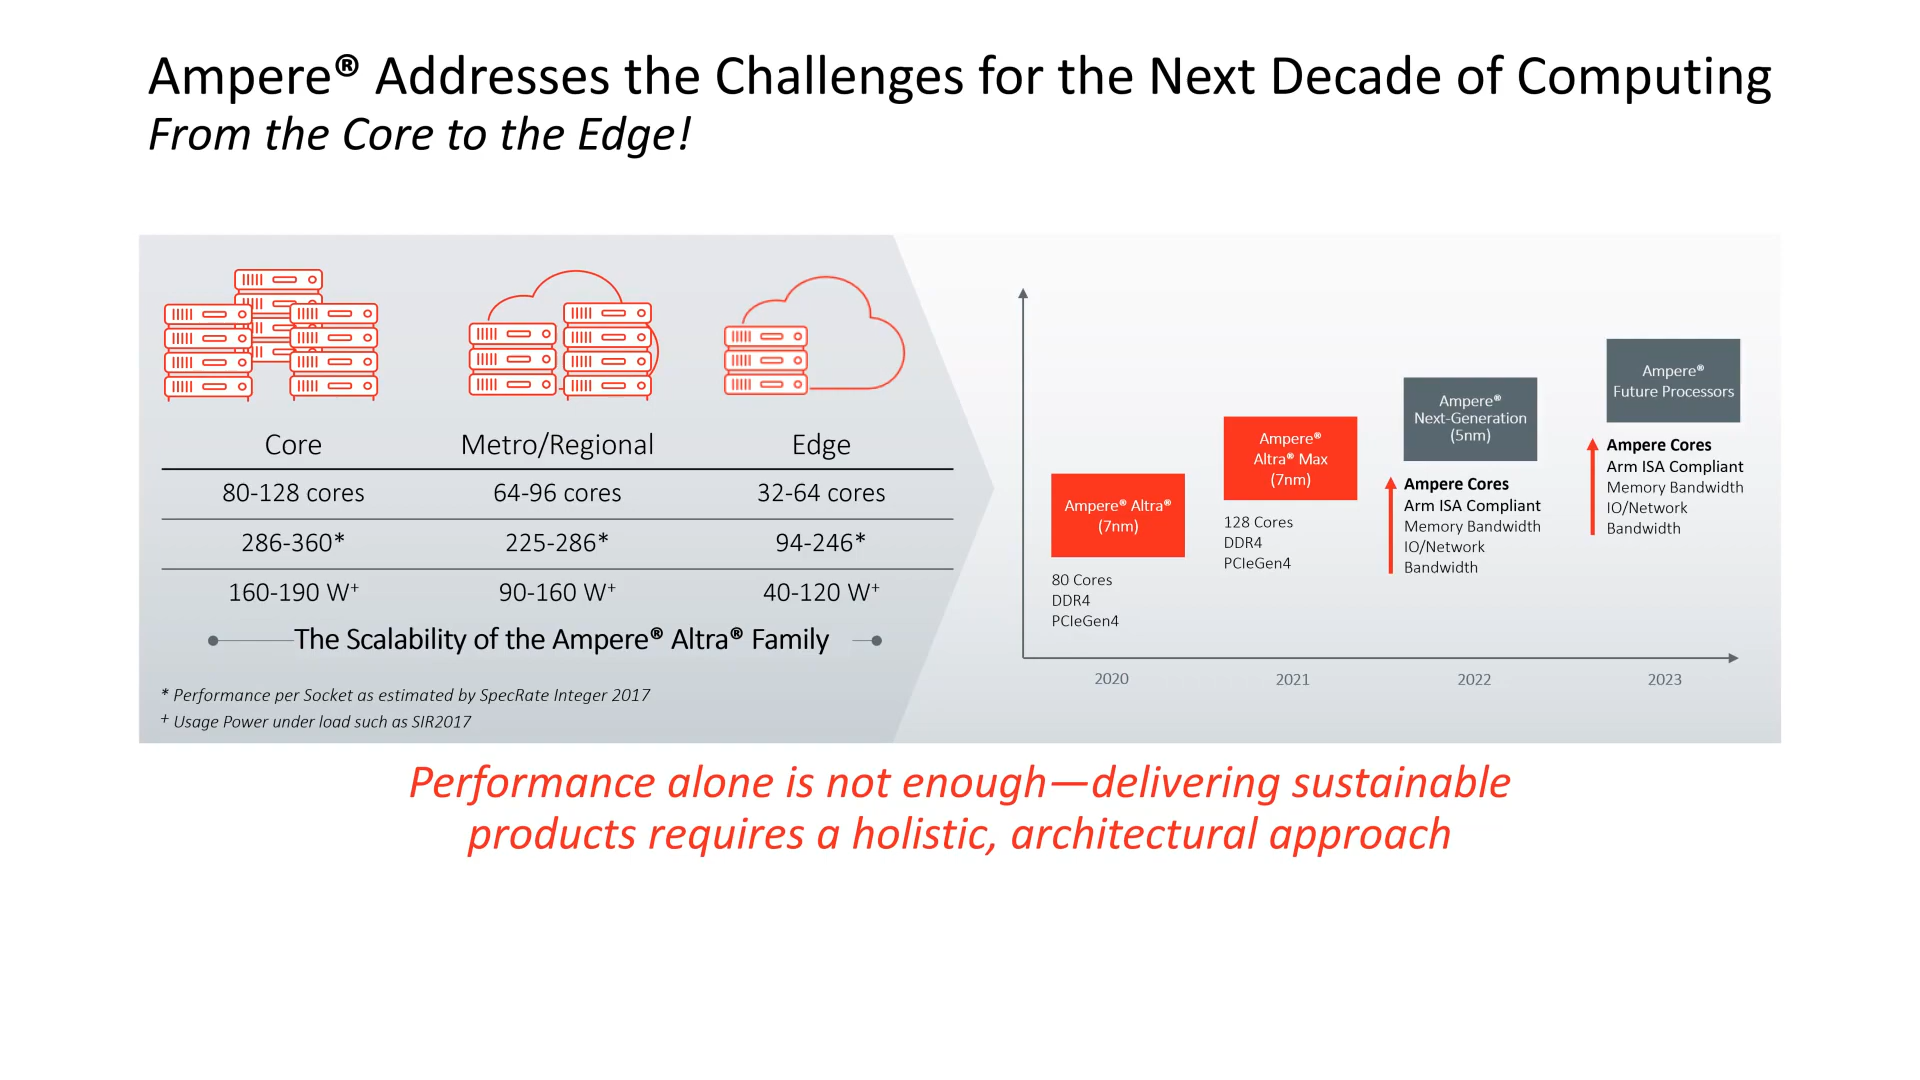 Ampere® Addresses the Challenges for the Next Decade of Computing
From the Core to the Edge!
Core Metro/Regional Edge
80-128 cores 64-96 cores 32-64 cores
286-360* 225-286* 94-246*
160-190 W+ 90-160 W+ 40-120 W+
The Scalability of the Ampere® Altra® Family
* Performance per Socket as estimated by SpecRate Integer 2017
+ Usage Power under load such as SIR2017
Ampere® Altra®
(7nm)
80 Cores
DDR4
PCIeGen4
Ampere®
Altra® Max
(7nm)
128 Cores
DDR4
PCIeGen4
Ampere®
Next-Generation
(5nm)
Ampere Cores
Arm ISA Compliant
Memory Bandwidth
IO/Network
Bandwidth
Ampere®
Future Processors
Ampere Cores
Arm ISA Compliant
Memory Bandwidth
IO/Network
Bandwidth
2020 2021 2022 2023
Performance alone is not enough—delivering sustainable
products requires a holistic, architectural approach